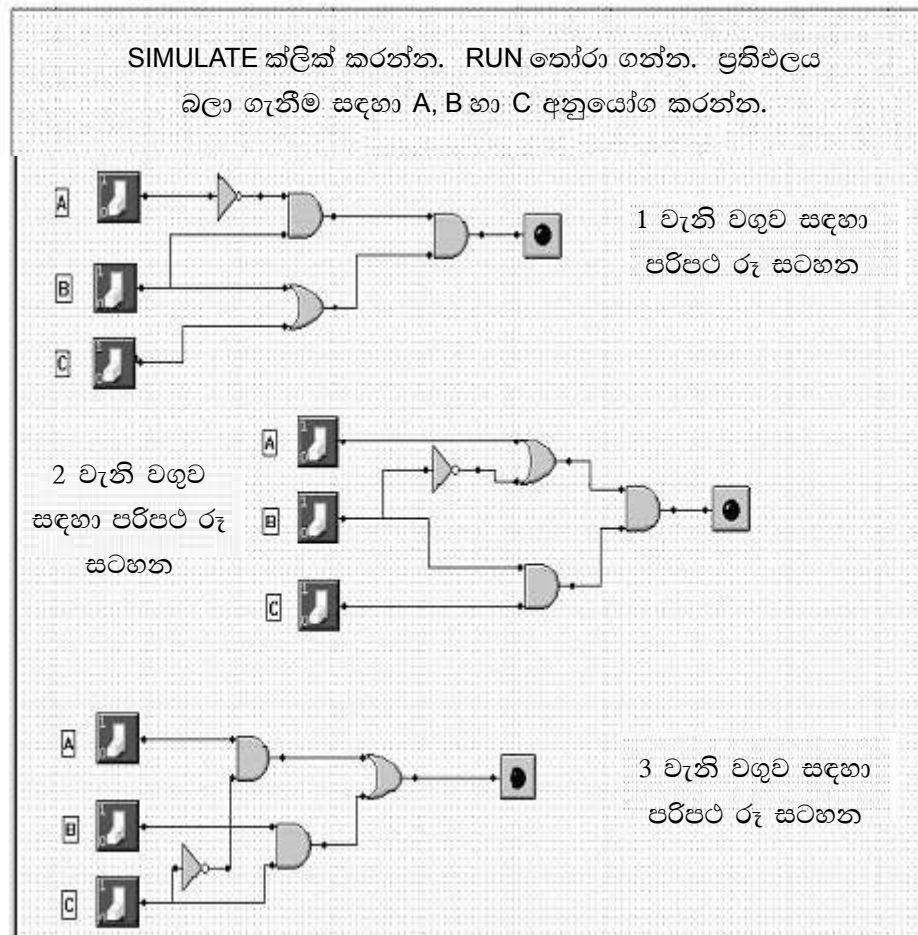 SIMULATE ක්ලික් කරන්න. RUN තෝරා ගන්න. ප්‍රතිඵලය
බලා ගැනීම සඳහා A, B හා C අනුයෝග කරන්න.
A
1 වැනි වගුව සඳහා
පරිපථ රූ සටහන
B
C
A
2 වැනි වගුව
සඳහා පරිපථ රූ
සටහන
B
C
A
3 වැනි වගුව සඳහා
පරිපථ රූ සටහන
B
C